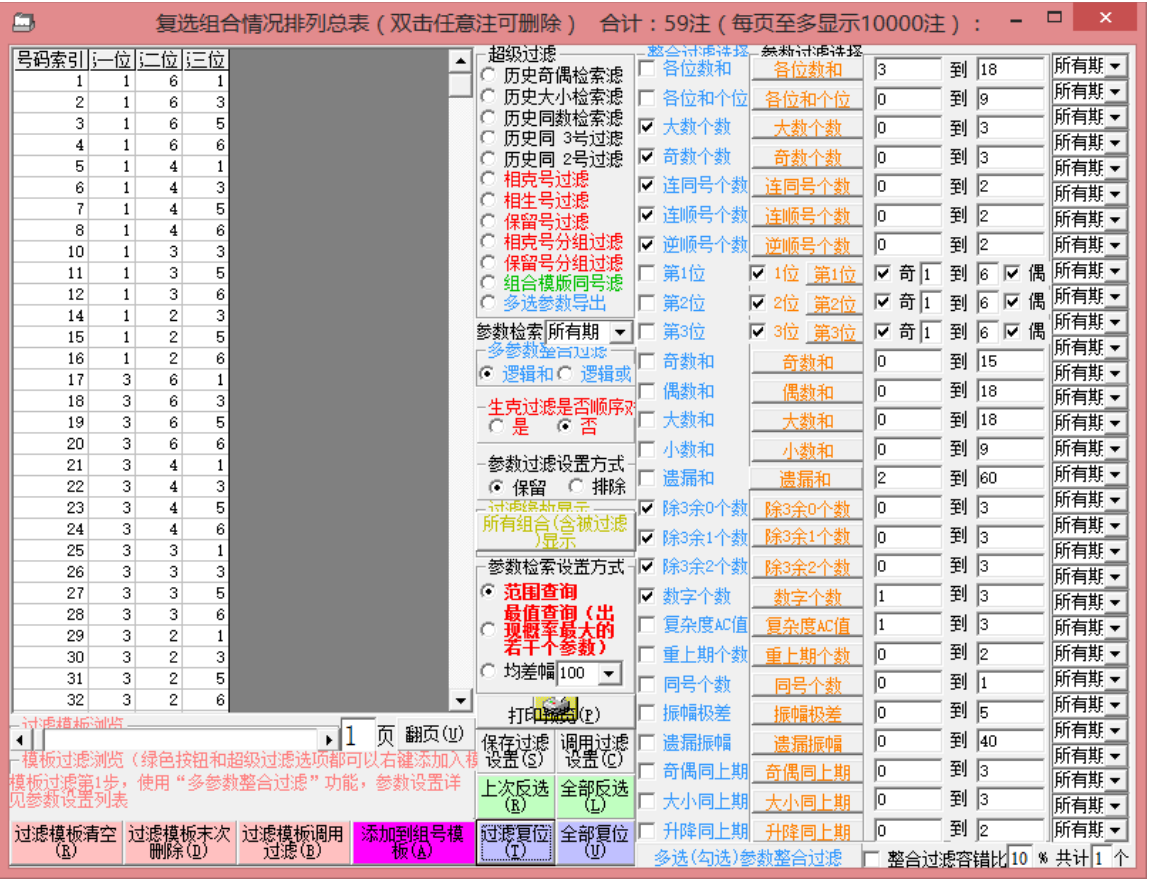 复选组合情况排列总表（双击任意注可删除） 合计：59注（每页至多显示10000注）：
号码索引 一位 二位 三位
1 1 6 1
2 1 6 3
3 1 6 5
4 1 6 6
5 1 4 1
6 1 4 3
7 1 4 5
8 1 4 6
10 1 3 3
11 1 3 5
12 1 3 6
14 1 2 3
15 1 2 5
16 1 2 6
17 3 6 1
18 3 6 3
19 3 6 5
20 3 6 6
21 3 4 1
22 3 4 3
23 3 4 5
24 3 4 6
25 3 3 1
26 3 3 3
27 3 3 5
28 3 3 6
29 3 2 1
30 3 2 3
31 3 2 5
32 3 2 6
过滤模板浏览
1 页 翻页(U)
模板过滤浏览（绿色按钮和超级过滤选项都可以右键添加入模
模板过滤第1步，使用“多参数整合过滤”功能，参数设置详
见参数设置列表
过滤模板清空(R)
过滤模板末次删除(D)
过滤模板调用过滤(B)
添加到组号模板(A)
超级过滤
历史奇偶检索滤
历史大小检索滤
历史同数检索滤
历史同 3号过滤
历史同 2号过滤
相克号过滤
相生号过滤
保留号过滤
相克号分组过滤
保留号分组过滤
组合模版同号滤
多选参数导出
参数检索 所有期
多参数整合过滤
逻辑和 逻辑或
生克过滤是否顺序对
是 否
参数过滤设置方式
保留 排除
过滤缘故显示
所有组合(含被过滤
)显示
参数检索设置方式
范围查询
最值查询（出
现概率最大的
若干个参数）
均差幅 100
打印预览(P)
保存过滤设置(S) 调用过滤设置(C)
上次反选(R) 全部反选(L)
过滤复位(T) 全部复位(U)
整合过滤选择 参数过滤选择
各位数和 各位数和 3 到 18 所有期
各位和个位 各位和个位 0 到 9 所有期
大数个数 大数个数 0 到 3 所有期
奇数个数 奇数个数 0 到 3 所有期
连同号个数 连同号个数 0 到 2 所有期
连顺号个数 连顺号个数 0 到 2 所有期
逆顺号个数 逆顺号个数 0 到 2 所有期
第1位 1位 第1位 奇 1 到 6 偶 所有期
第2位 2位 第2位 奇 1 到 6 偶 所有期
第3位 3位 第3位 奇 1 到 6 偶 所有期
奇数和 奇数和 0 到 15 所有期
偶数和 偶数和 0 到 18 所有期
大数和 大数和 0 到 18 所有期
小数和 小数和 0 到 9 所有期
遗漏和 遗漏和 2 到 60 所有期
除3余0个数 除3余0个数 0 到 3 所有期
除3余1个数 除3余1个数 0 到 3 所有期
除3余2个数 除3余2个数 0 到 3 所有期
数字个数 数字个数 1 到 3 所有期
复杂度AC值 复杂度AC值 1 到 3 所有期
重上期个数 重上期个数 0 到 2 所有期
同号个数 同号个数 0 到 1 所有期
振幅极差 振幅极差 0 到 5 所有期
遗漏振幅 遗漏振幅 0 到 40 所有期
奇偶同上期 奇偶同上期 0 到 3 所有期
大小同上期 大小同上期 0 到 3 所有期
升降同上期 升降同上期 0 到 2 所有期
多选(勾选)参数整合过滤 整合过滤容错比 10 % 共计 1 个